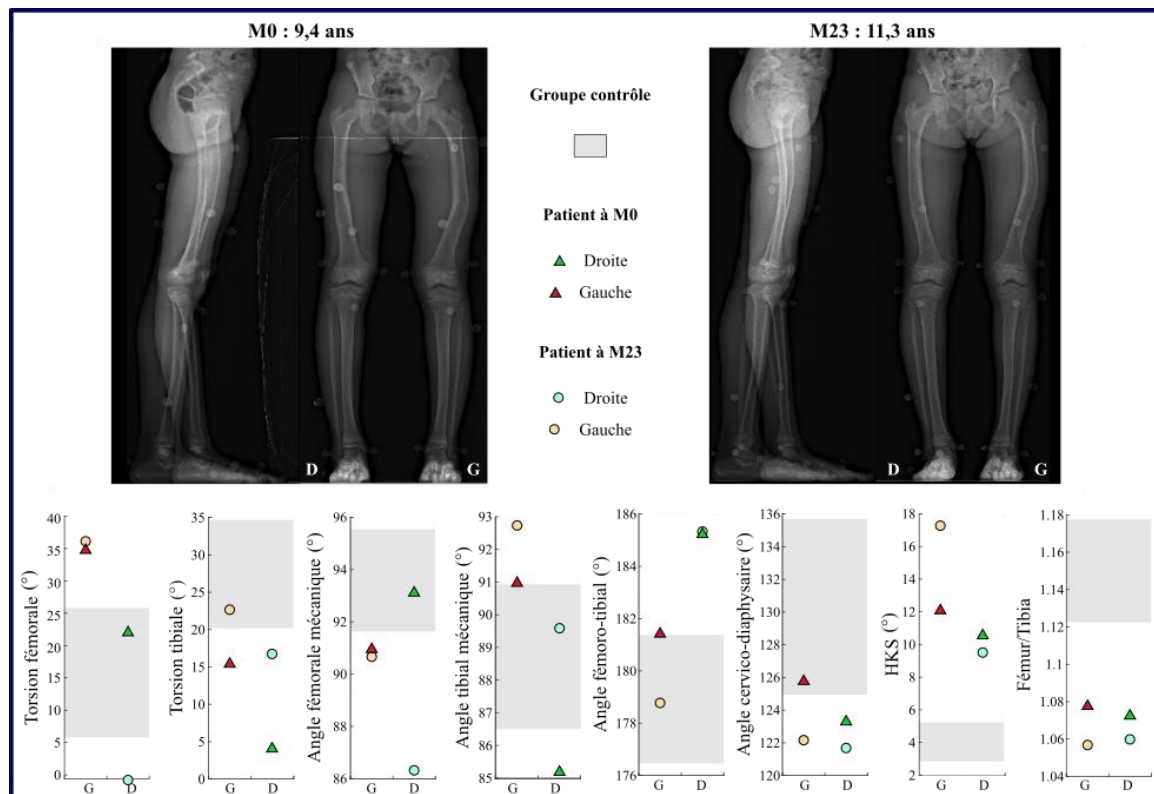 M0 : 9,4 ans
M23 : 11,3 ans
Groupe contrôle
Patient à M0
Droite
Gauche
Patient à M23
Droite
Gauche
D
G
D
G
Torsion fémorale (°)
40
35
30
25
20
15
10
5
0
G
D
Torsion tibiale (°)
35
30
25
20
15
10
5
0
G
D
Angle fémorale mécanique (°)
96
94
92
90
88
86
G
D
Angle tibial mécanique (°)
93
92
91
90
89
88
87
86
85
G
D
Angle fémoro-tibial (°)
186
184
182
180
178
176
G
D
Angle cervico-diaphysaire (°)
136
134
132
130
128
126
124
122
120
G
D
HKS (°)
18
16
14
12
10
8
6
4
2
G
D
Fémur/Tibia
1.18
1.16
1.14
1.12
1.10
1.08
1.06
1.04
G
D